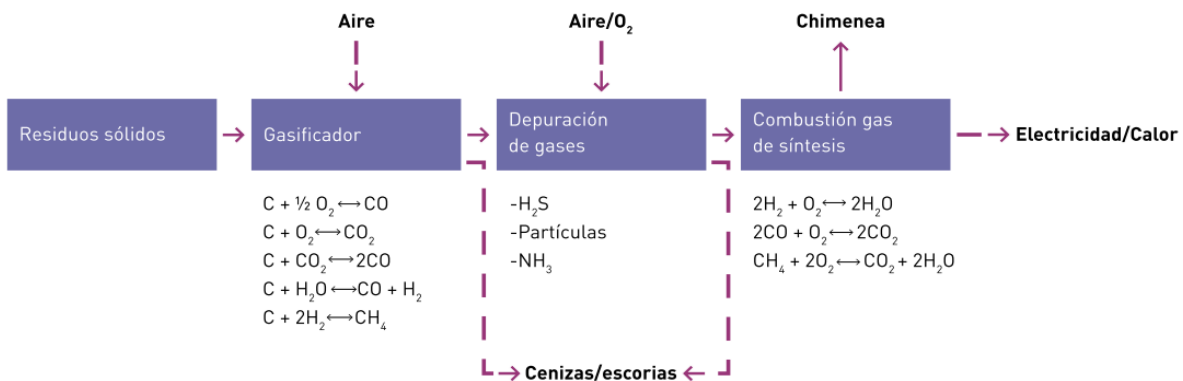 Aire
Aire/O₂
Chimenea
Residuos sólidos
Gasificador
Depuración
de gases
Combustión gas
de síntesis
Electricidad/Calor
C + ½ O₂ ⟷ CO
C + O₂ ⟷ CO₂
C + CO₂ ⟷ 2CO
C + H₂O ⟷ CO + H₂
C + 2H₂ ⟷ CH₄
-H₂S
-Partículas
-NH₃
2H₂ + O₂ ⟷ 2H₂O
2CO + O₂ ⟷ 2CO₂
CH₄ + 2O₂ ⟷ CO₂ + 2H₂O
Cenizas/escorias